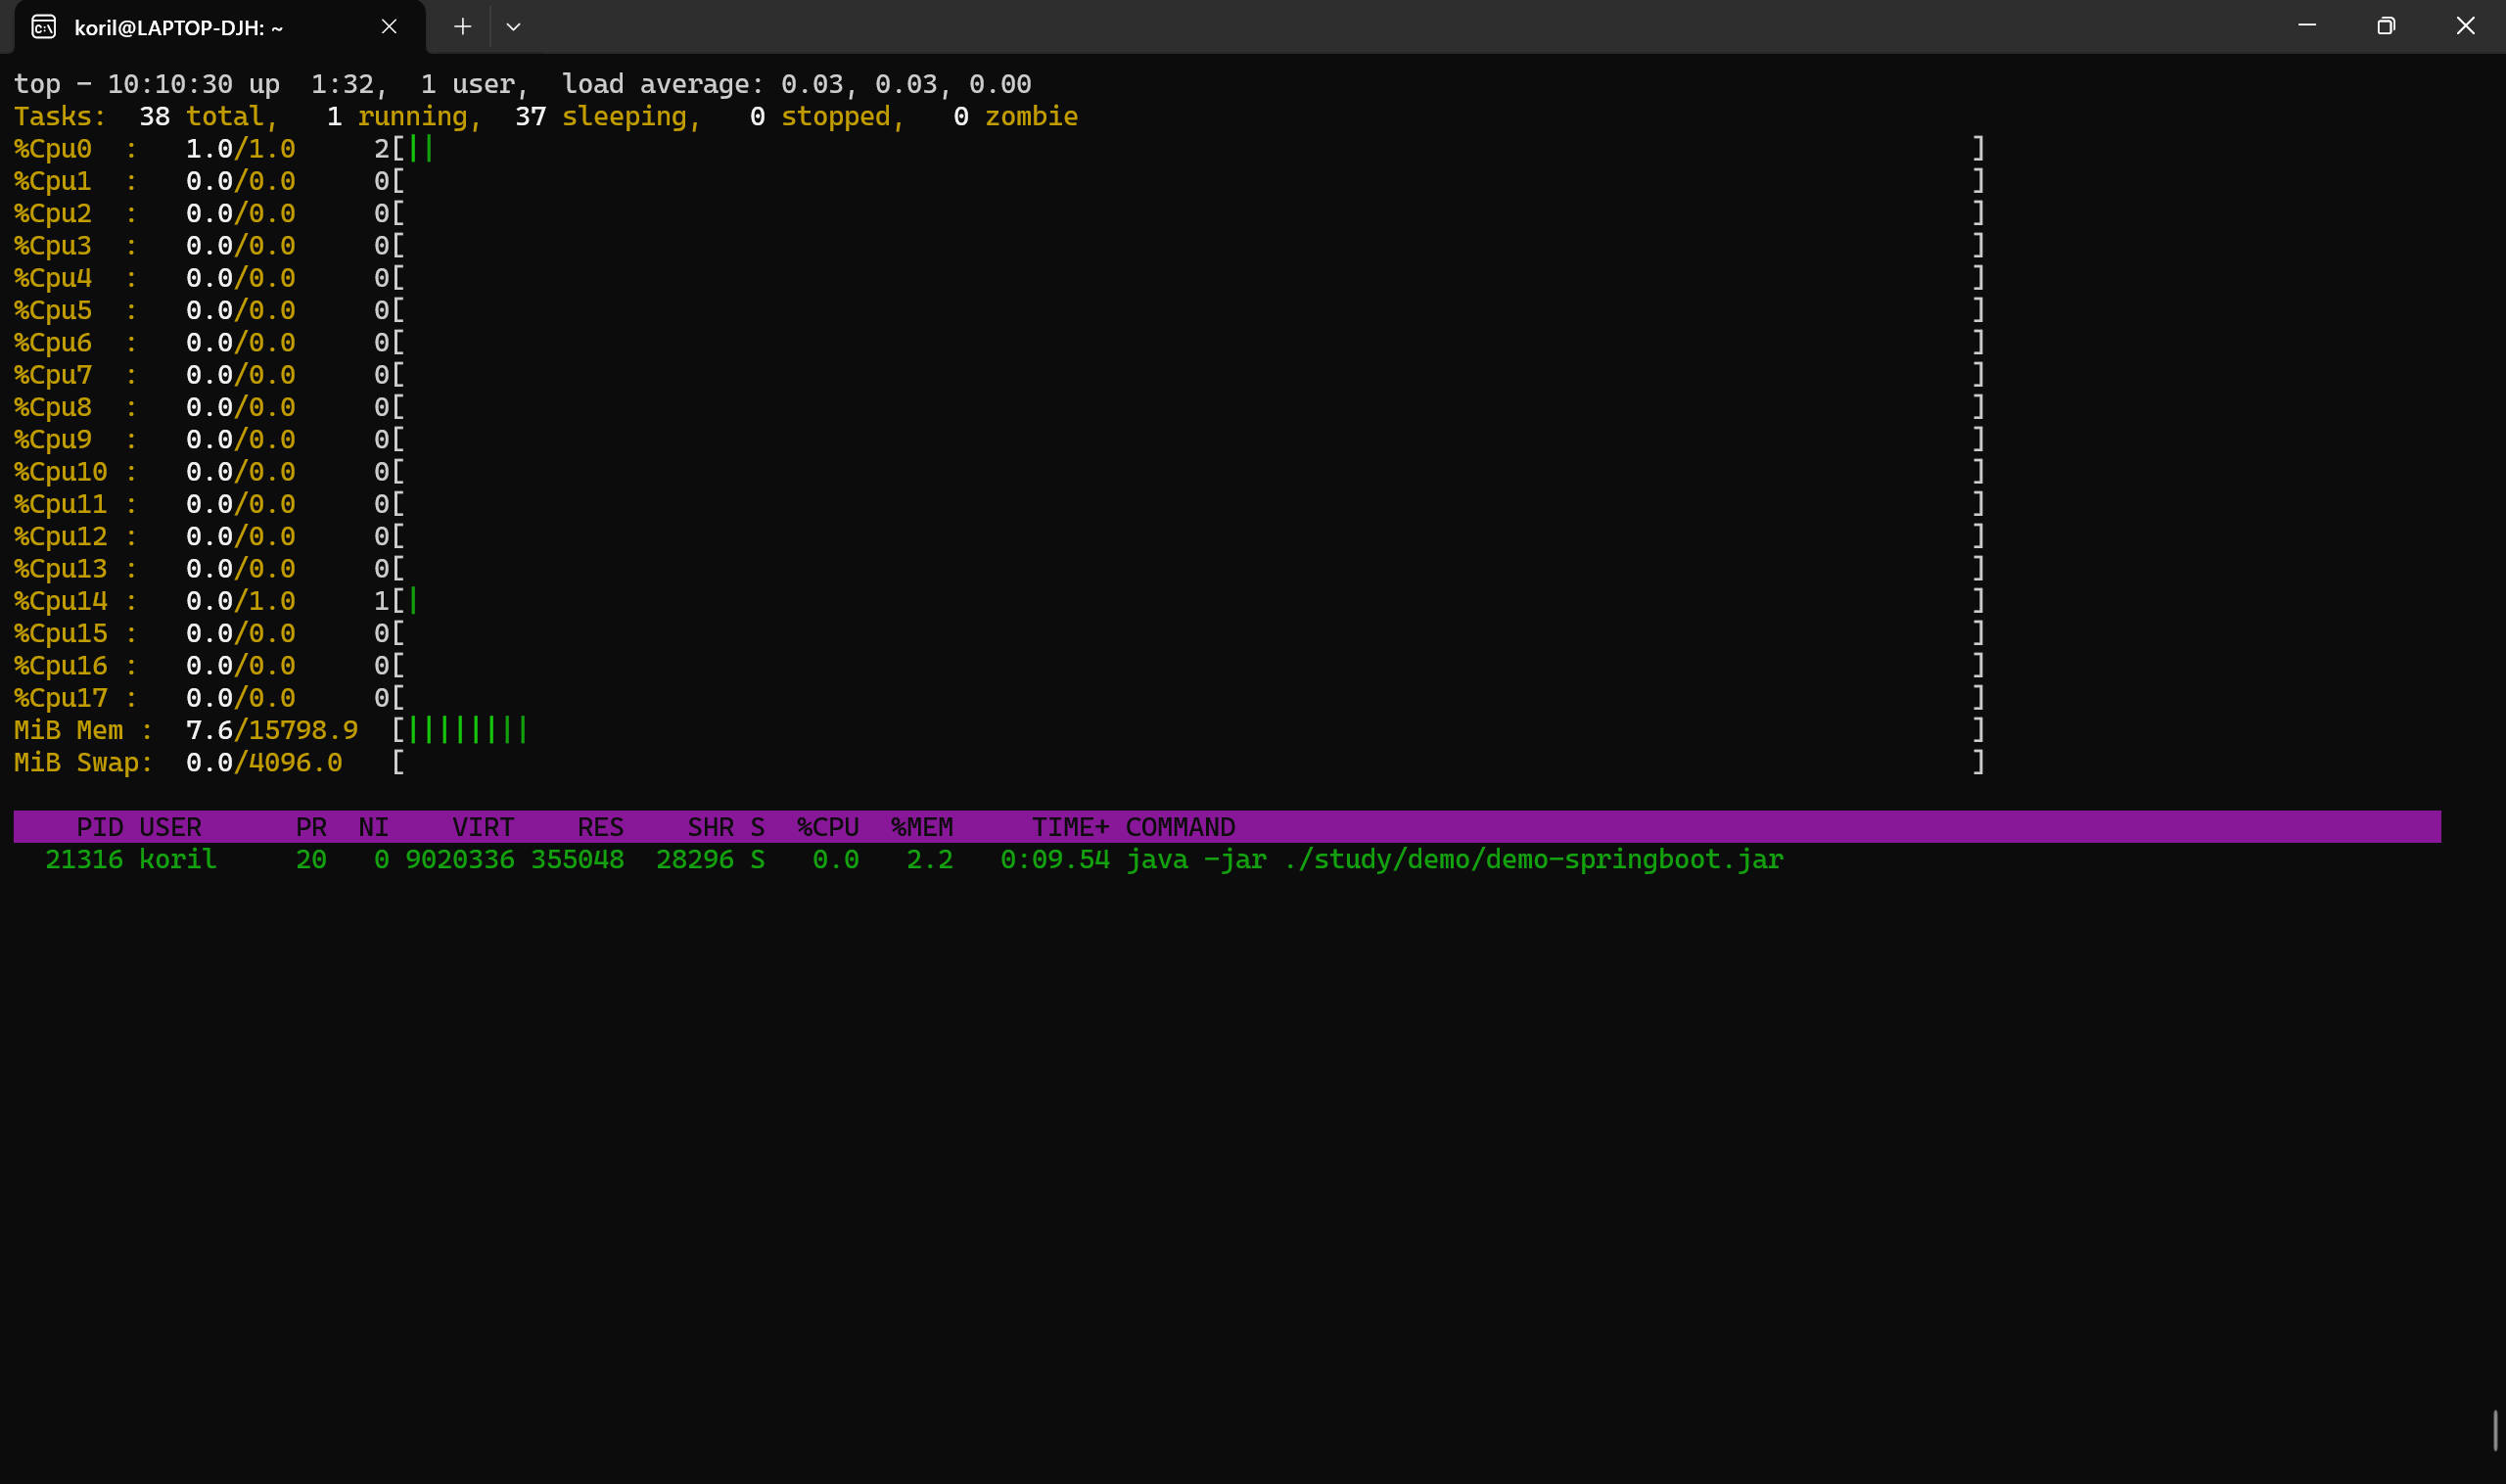 koril@LAPTOP-DJH: ~
top - 10:10:30 up  1:32,  1 user,  load average: 0.03, 0.03, 0.00
Tasks:  38 total,   1 running,  37 sleeping,   0 stopped,   0 zombie
%Cpu0  :   1.0/1.0     2[||                                                                                                  ]
%Cpu1  :   0.0/0.0     0[                                                                                                    ]
%Cpu2  :   0.0/0.0     0[                                                                                                    ]
%Cpu3  :   0.0/0.0     0[                                                                                                    ]
%Cpu4  :   0.0/0.0     0[                                                                                                    ]
%Cpu5  :   0.0/0.0     0[                                                                                                    ]
%Cpu6  :   0.0/0.0     0[                                                                                                    ]
%Cpu7  :   0.0/0.0     0[                                                                                                    ]
%Cpu8  :   0.0/0.0     0[                                                                                                    ]
%Cpu9  :   0.0/0.0     0[                                                                                                    ]
%Cpu10 :   0.0/0.0     0[                                                                                                    ]
%Cpu11 :   0.0/0.0     0[                                                                                                    ]
%Cpu12 :   0.0/0.0     0[                                                                                                    ]
%Cpu13 :   0.0/0.0     0[                                                                                                    ]
%Cpu14 :   0.0/1.0     1[|                                                                                                   ]
%Cpu15 :   0.0/0.0     0[                                                                                                    ]
%Cpu16 :   0.0/0.0     0[                                                                                                    ]
%Cpu17 :   0.0/0.0     0[                                                                                                    ]
MiB Mem :  7.6/15798.9  [||||||||                                                                                            ]
MiB Swap:  0.0/4096.0   [                                                                                                    ]
    PID USER      PR  NI    VIRT    RES    SHR S  %CPU  %MEM     TIME+ COMMAND
  21316 koril     20   0 9020336 355048  28296 S   0.0   2.2   0:09.54 java -jar ./study/demo/demo-springboot.jar